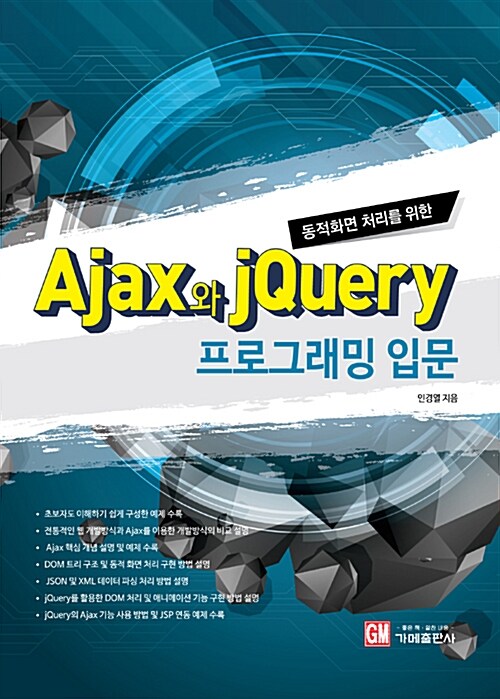 동적화면 처리를 위한
Ajax와 jQuery
프로그래밍 입문
인경열 지음
• 초보자도 이해하기 쉽게 구성한 예제 수록
• 전통적인 웹 개발방식과 Ajax를 이용한 개발방식의 비교 설명
• Ajax 핵심 개념 설명 및 예제 수록
• DOM 트리 구조 및 동적 화면 처리 구현 방법 설명
• JSON 및 XML 데이터 파싱 처리 방법 설명
• jQuery를 활용한 DOM 처리 및 애니메이션 기능 구현 방법 설명
• jQuery의 Ajax 기능 사용 방법 및 JSP 연동 예제 수록
GM
가메출판사